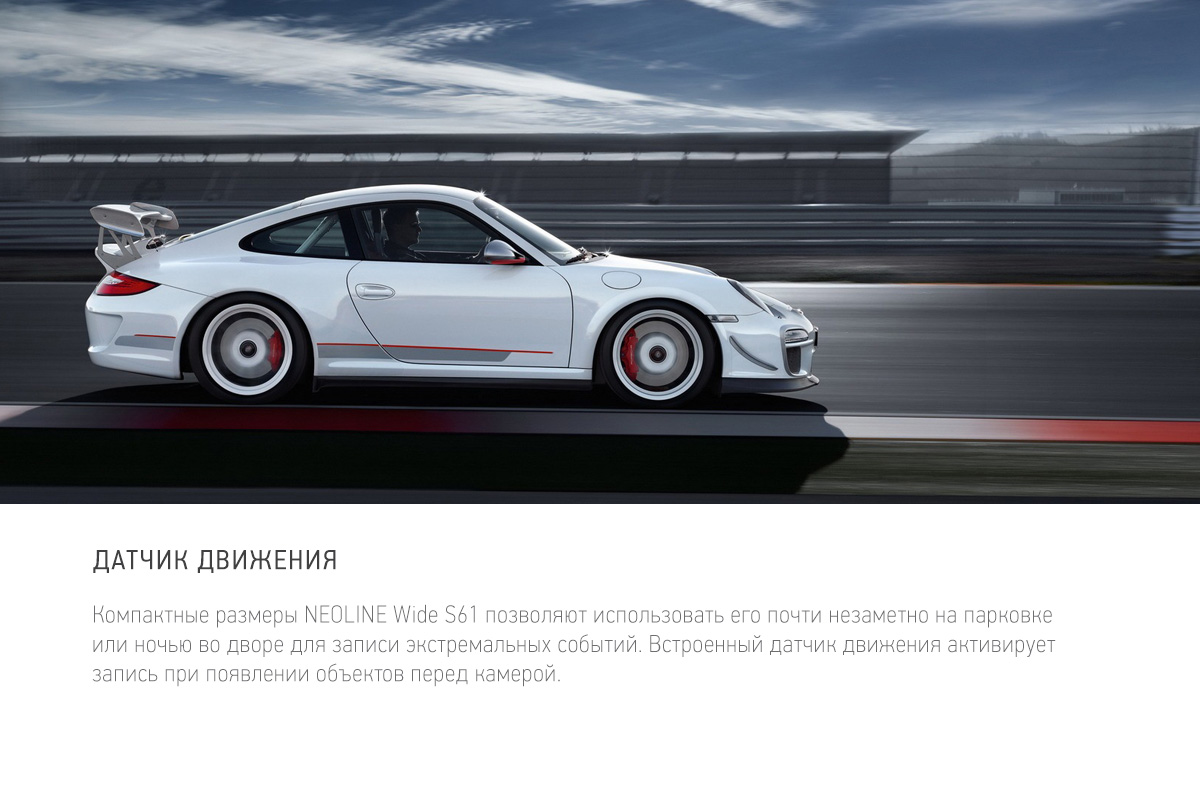 ДАТЧИК ДВИЖЕНИЯ
Компактные размеры NEOLINE Wide S61 позволяют использовать его почти незаметно на парковке
или ночью во дворе для записи экстремальных событий. Встроенный датчик движения активирует
запись при появлении объектов перед камерой.